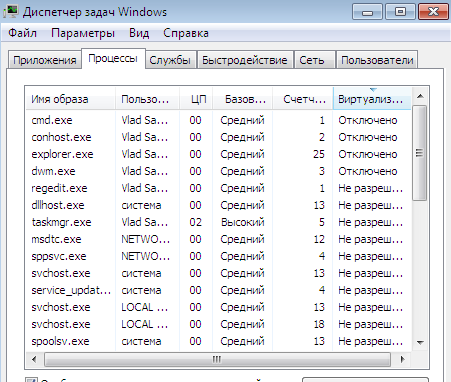 Диспетчер задач Windows
Файл Параметры Вид Справка
Приложения Процессы Службы Быстродействие Сеть Пользователи
Имя образа Пользо... ЦП Базов... Счетч... Виртуализ...
cmd.exe Vlad Sa... 00 Средний 1 Отключено
conhost.exe Vlad Sa... 00 Средний 2 Отключено
explorer.exe Vlad Sa... 00 Средний 25 Отключено
dwm.exe Vlad Sa... 00 Средний 3 Отключено
regedit.exe Vlad Sa... 00 Средний 1 Не разреш...
dllhost.exe система 00 Средний 13 Не разреш...
taskmgr.exe Vlad Sa... 02 Высокий 5 Не разреш...
msdtc.exe NETWO... 00 Средний 12 Не разреш...
sppsvc.exe NETWO... 00 Средний 4 Не разреш...
svchost.exe система 00 Средний 13 Не разреш...
service_updat... система 00 Средний 4 Не разреш...
svchost.exe LOCAL ... 00 Средний 13 Не разреш...
svchost.exe LOCAL ... 00 Средний 18 Не разреш...
spoolsv.exe система 00 Средний 13 Не разреш...